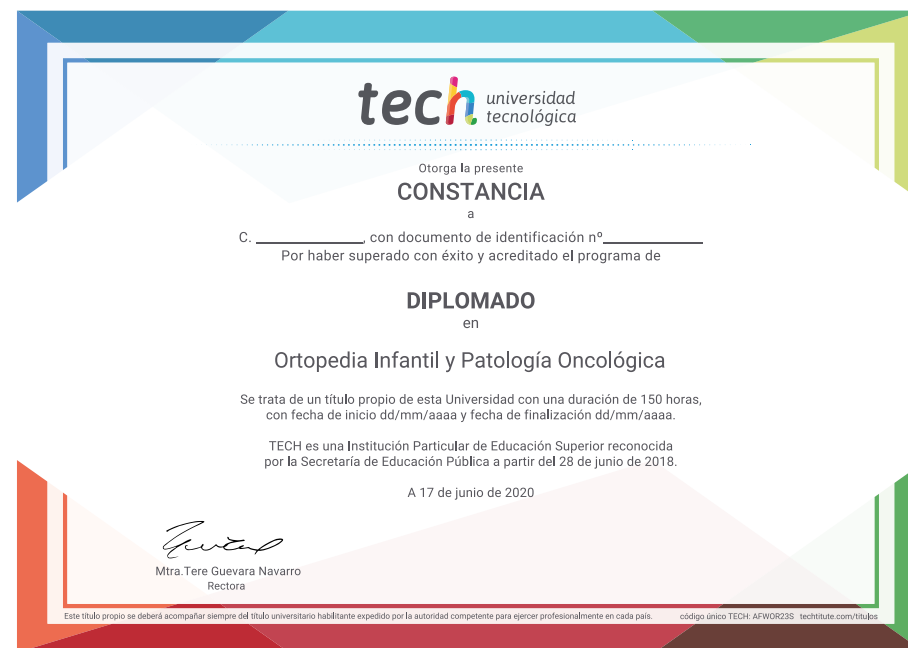 tech universidad
tecnológica
Otorga la presente
CONSTANCIA
a
C. ____________, con documento de identificación nº____________
Por haber superado con éxito y acreditado el programa de
DIPLOMADO
en
Ortopedia Infantil y Patología Oncológica
Se trata de un título propio de esta Universidad con una duración de 150 horas,
con fecha de inicio dd/mm/aaaa y fecha de finalización dd/mm/aaaa.
TECH es una Institución Particular de Educación Superior reconocida
por la Secretaría de Educación Pública a partir del 28 de junio de 2018.
A 17 de junio de 2020
Mtra.Tere Guevara Navarro
Rectora
Este título propio se deberá acompañar siempre del título universitario habilitante expedido por la autoridad competente para ejercer profesionalmente en cada país. código único TECH: AFWOR23S techtitute.com/titulos